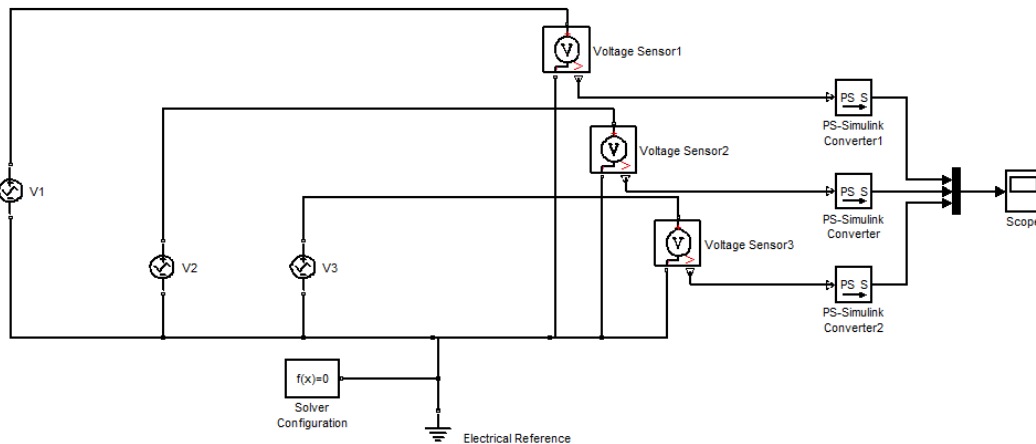 V
Voltage Sensor1
PS S
PS-Simulink
Converter1
V
Voltage Sensor2
V1
PS S
PS-Simulink
Converter
Scope
V
Voltage Sensor3
V2
V3
PS S
PS-Simulink
Converter2
f(x)=0
Solver
Configuration
Electrical Reference